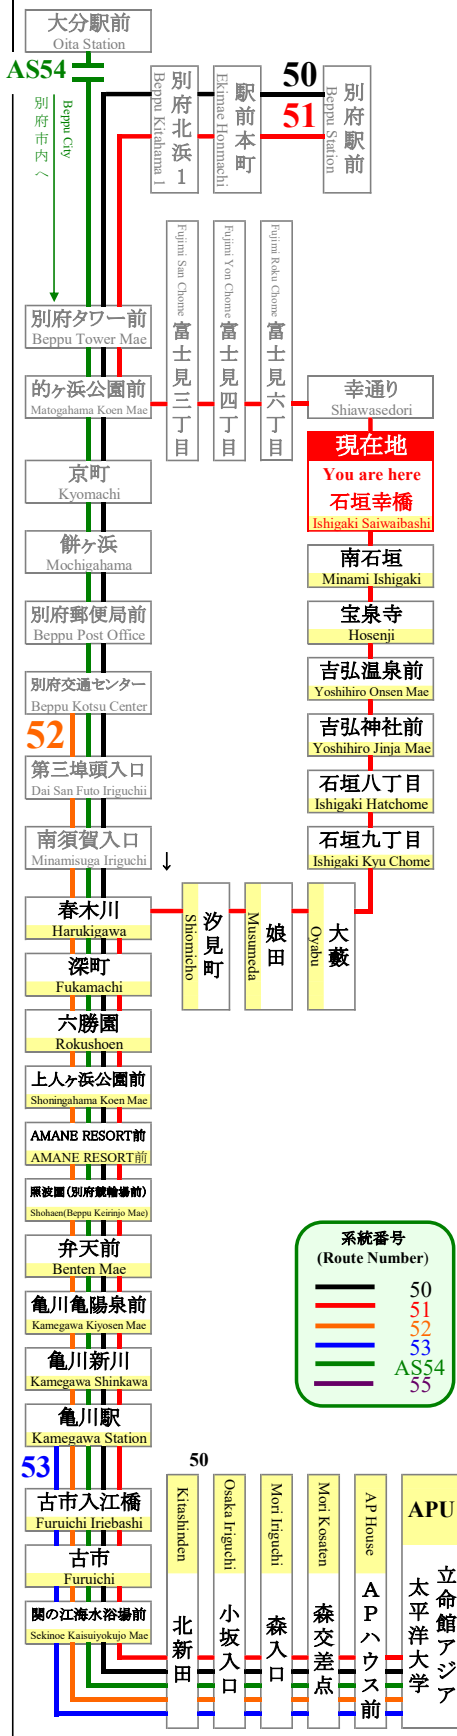 大分駅前
Oita Station
AS54
別府市内へ
Beppu City
別府北浜1
Beppu Kitahama 1
駅前本町
Ekimae Honmachi
50
51
別府駅前
Beppu Station
別府タワー前
Beppu Tower Mae
的ヶ浜公園前
Matogahama Koen Mae
Fujimi San Chome
富士見三丁目
Fujimi Yon Chome
富士見四丁目
Fujimi Roku Chome
富士見六丁目
幸通り
Shiawasedori
現在地
You are here
石垣幸橋
Ishigaki Saiwaibashi
京町
Kyomachi
餅ヶ浜
Mochigahama
別府郵便局前
Beppu Post Office
別府交通センター
Beppu Kotsu Center
52
第三埠頭入口
Dai San Futo Iriguchii
南須賀入口
Minamisuga Iriguchi
↓
南石垣
Minami Ishigaki
宝泉寺
Hosenji
吉弘温泉前
Yoshihiro Onsen Mae
吉弘神社前
Yoshihiro Jinja Mae
石垣八丁目
Ishigaki Hatchome
石垣九丁目
Ishigaki Kyu Chome
春木川
Harukigawa
汐見町
Shiomicho
娘田
Musumeda
大藪
Oyabu
深町
Fukamachi
六勝園
Rokushoen
上人ヶ浜公園前
Shoningahama Koen Mae
AMANE RESORT前
AMANE RESORT前
照波園(別府競輪場前)
Shohaen(Beppu Keirinjo Mae)
弁天前
Benten Mae
亀川亀陽泉前
Kamegawa Kiyosen Mae
亀川新川
Kamegawa Shinkawa
亀川駅
Kamegawa Station
系統番号
(Route Number)
50
51
52
53
AS54
55
53
50
古市入江橋
Furuichi Iriebashi
古市
Furuichi
関の江海水浴場前
Sekinoe Kaisuiyokujo Mae
Kitashinden
北新田
Osaka Iriguchi
小坂入口
Mori Iriguchi
森入口
Mori Kosaten
森交差点
AP House
APハウス前
APU
立命館アジア
太平洋大学